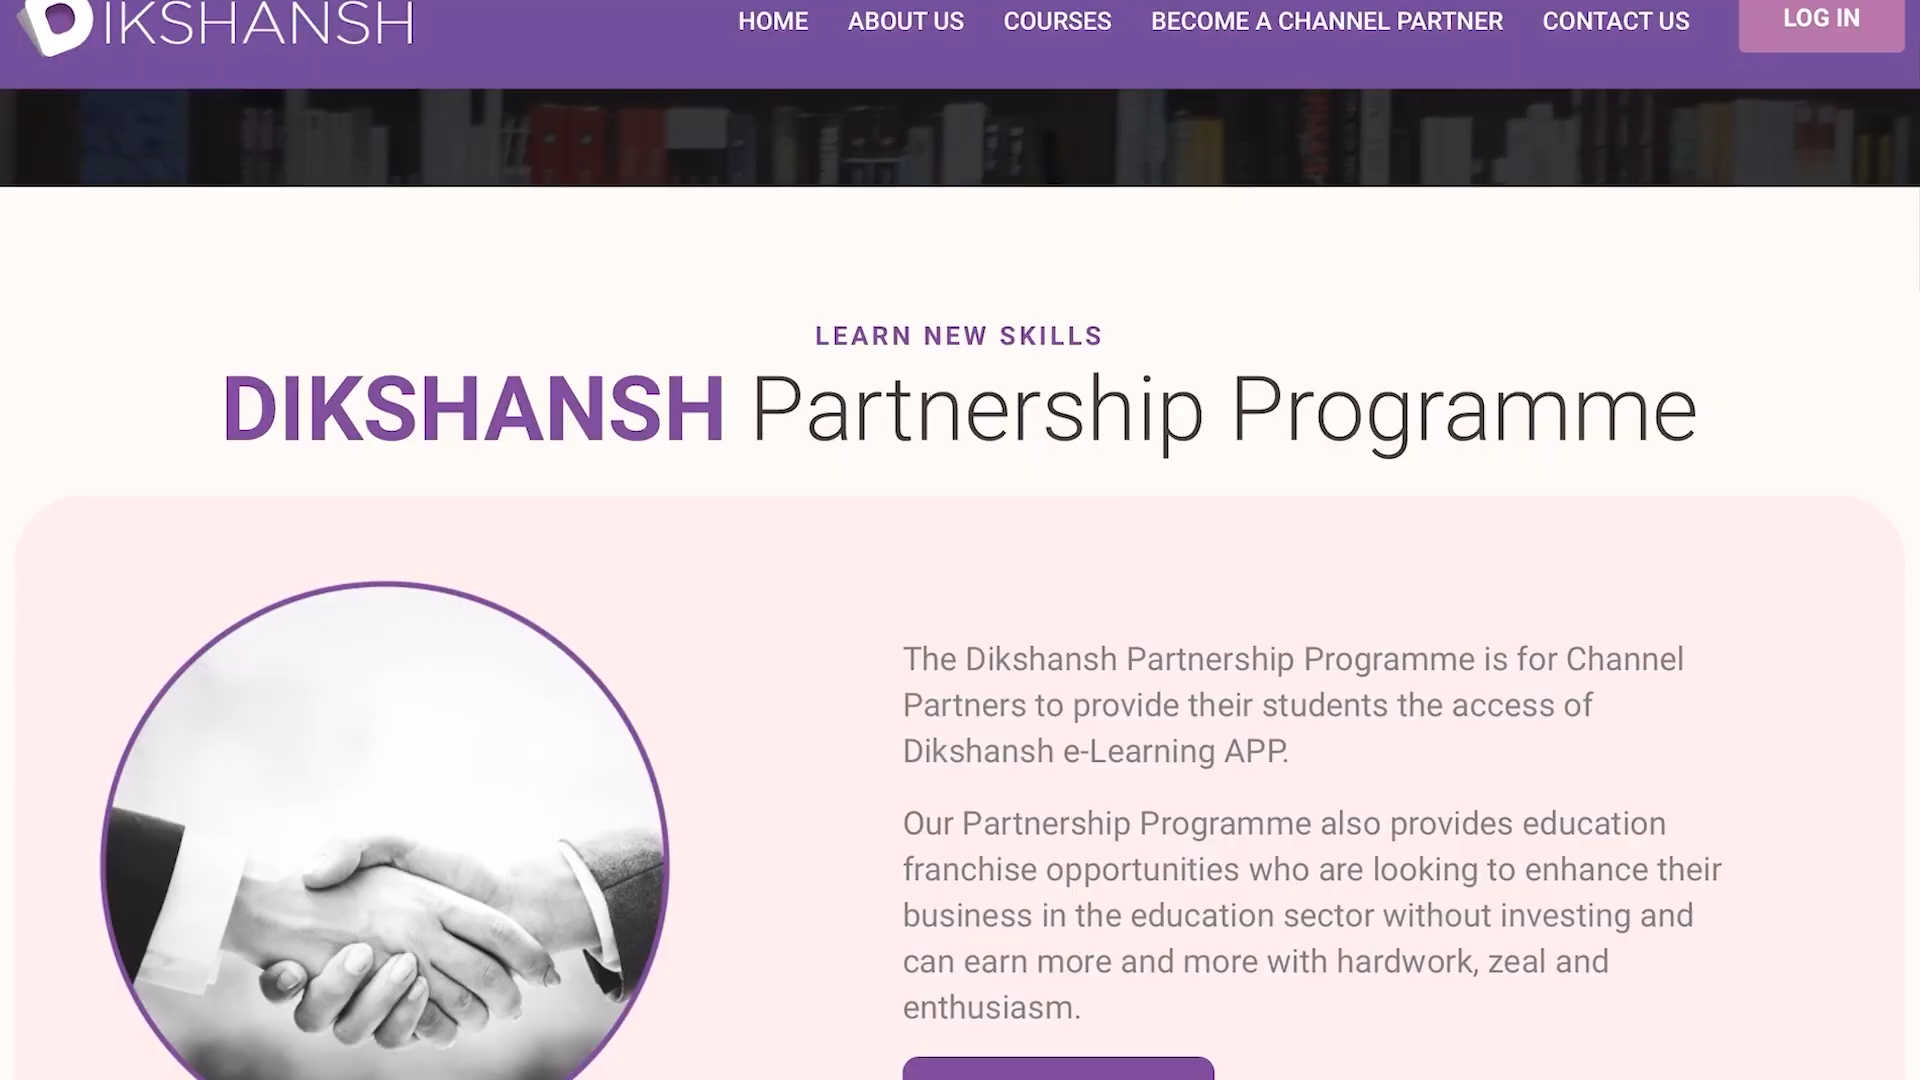 DIKSHANSH
HOME ABOUT US COURSES BECOME A CHANNEL PARTNER CONTACT US LOG IN
LEARN NEW SKILLS
DIKSHANSH Partnership Programme
The Dikshansh Partnership Programme is for Channel
Partners to provide their students the access of
Dikshansh e-Learning APP.
Our Partnership Programme also provides education
franchise opportunities who are looking to enhance their
business in the education sector without investing and
can earn more and more with hardwork, zeal and
enthusiasm.